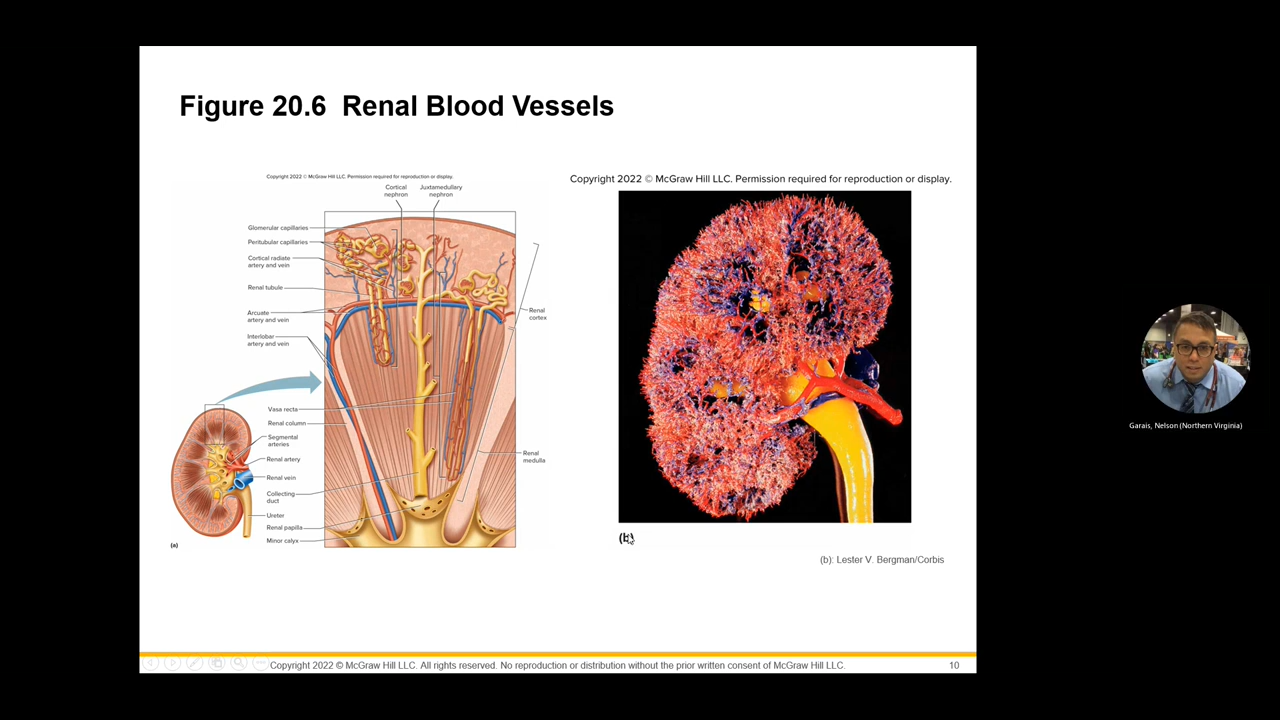 Figure 20.6 Renal Blood Vessels
Copyright 2022 © McGraw Hill LLC. Permission required for reproduction or display.
Cortical
nephron
Juxtamedullary
nephron
Glomerular capillaries
Peritubular capillaries
Cortical radiate
artery and vein
Renal tubule
Arcuate
artery and vein
Interlobar
artery and vein
Renal
cortex
Vasa recta
Renal column
Segmental
arteries
Renal artery
Renal vein
Collecting
duct
Ureter
Renal papilla
Minor calyx
Renal
medulla
(a)
Copyright 2022 © McGraw Hill LLC. Permission required for reproduction or display.
(b)
(b): Lester V. Bergman/Corbis
Copyright 2022 © McGraw Hill LLC. All rights reserved. No reproduction or distribution without the prior written consent of McGraw Hill LLC.
10
Garais, Nelson (Northern Virginia)